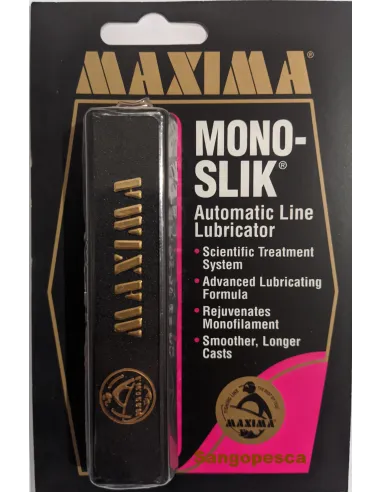 MAXIMA®
MONO-
SLIK®
Automatic Line
Lubricator
• Scientific Treatment
System
• Advanced Lubricating
Formula
• Rejuvenates
Monofilament
• Smoother, Longer
Casts
MAXIMA
MAXIMA
MAXIMA
Sangopesca